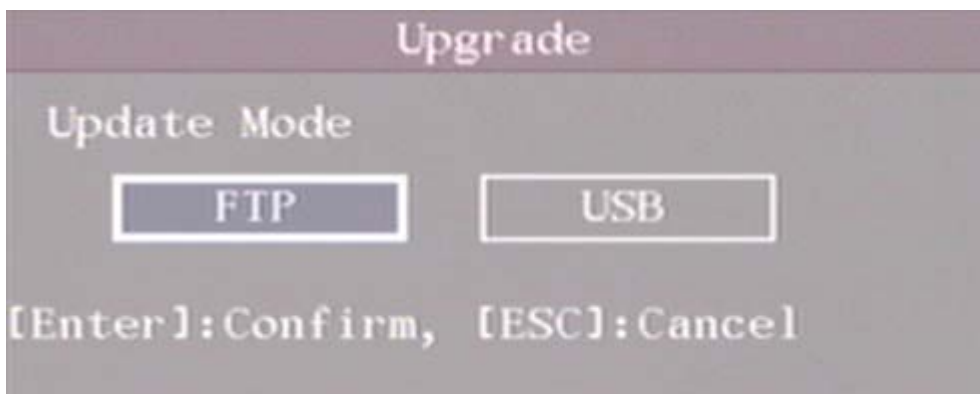 Upgrade
Update Mode
FTP USB
[Enter]:Confirm, [ESC]:Cancel